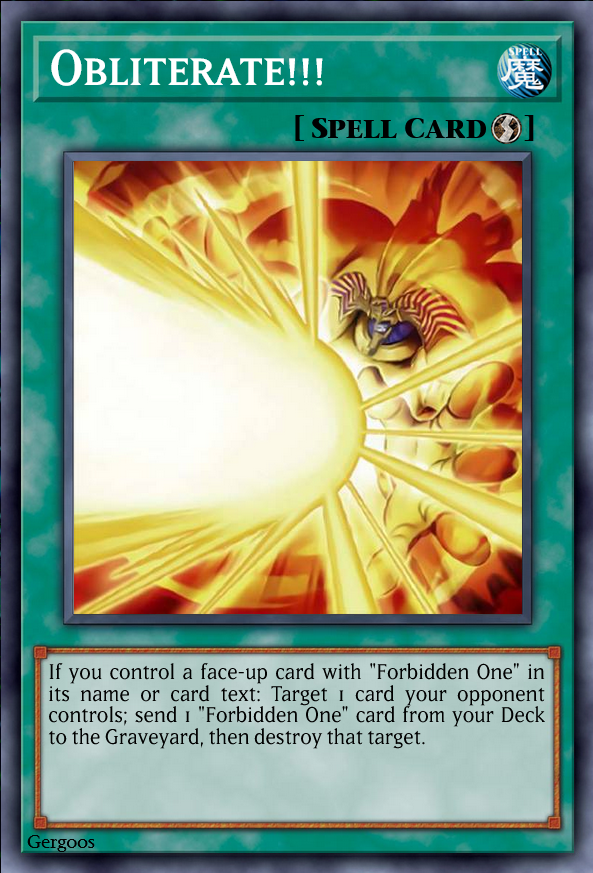 OBLITERATE!!!
SPELL
魔
[ SPELL CARD ]
If you control a face-up card with "Forbidden One" in
its name or card text: Target 1 card your opponent
controls; send 1 "Forbidden One" card from your Deck
to the Graveyard, then destroy that target.
Gergoos